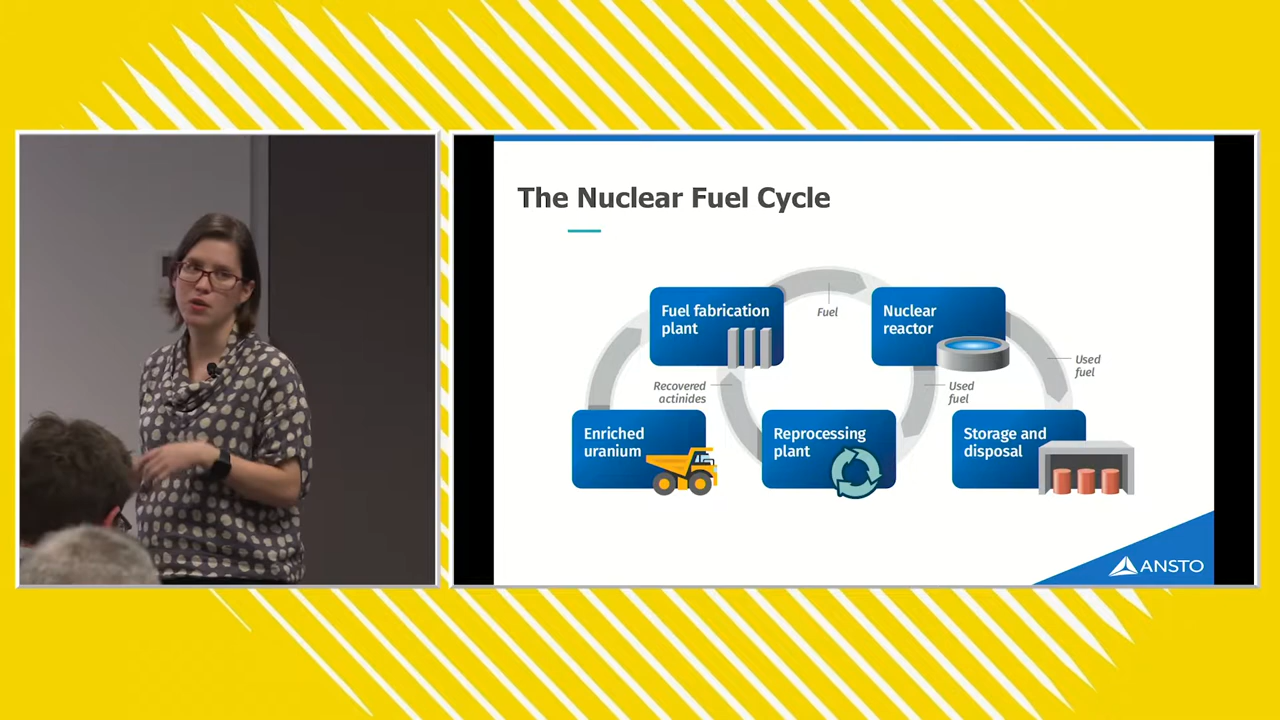 The Nuclear Fuel Cycle
Fuel fabrication
plant
Fuel
Nuclear
reactor
Used
fuel
Recovered
actinides
Used
fuel
Enriched
uranium
Reprocessing
plant
Storage and
disposal
ANSTO